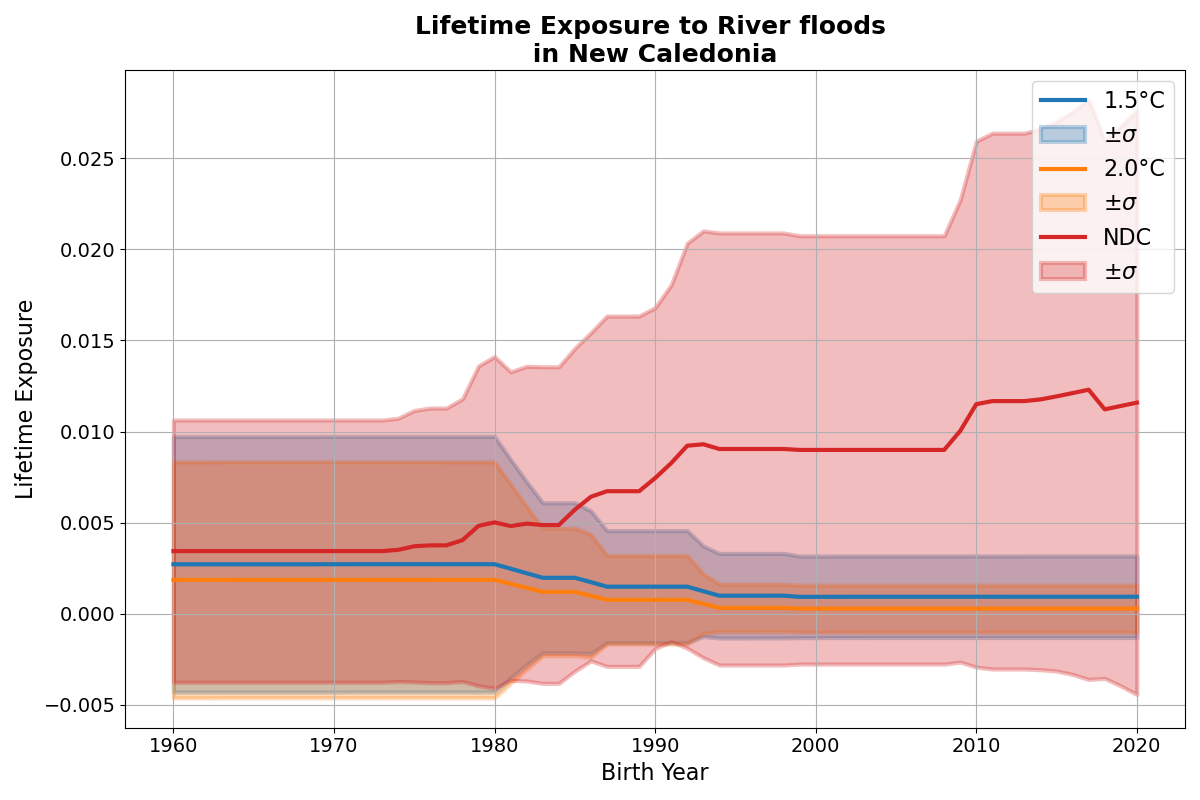 Lifetime Exposure to River floods
in New Caledonia
Lifetime Exposure
0.025
0.020
0.015
0.010
0.005
0.000
−0.005
1960
1970
1980
1990
2000
2010
2020
Birth Year
1.5°C
±σ
2.0°C
±σ
NDC
±σ